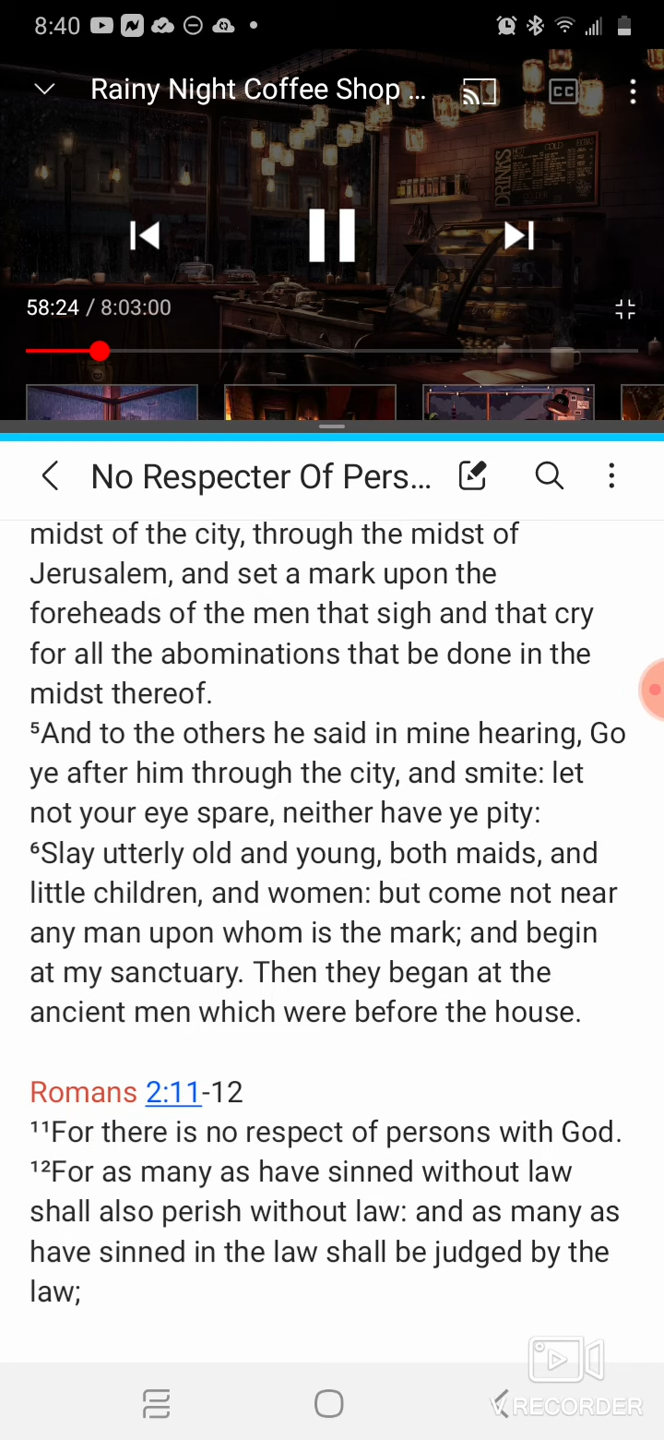 8:40
Rainy Night Coffee Shop ...
CC
DRINKS
58:24 / 8:03:00
No Respecter Of Pers...
midst of the city, through the midst of
Jerusalem, and set a mark upon the
foreheads of the men that sigh and that cry
for all the abominations that be done in the
midst thereof.
⁵And to the others he said in mine hearing, Go
ye after him through the city, and smite: let
not your eye spare, neither have ye pity:
⁶Slay utterly old and young, both maids, and
little children, and women: but come not near
any man upon whom is the mark; and begin
at my sanctuary. Then they began at the
ancient men which were before the house.
Romans 2:11-12
¹¹For there is no respect of persons with God.
¹²For as many as have sinned without law
shall also perish without law: and as many as
have sinned in the law shall be judged by the
law;
V RECORDER